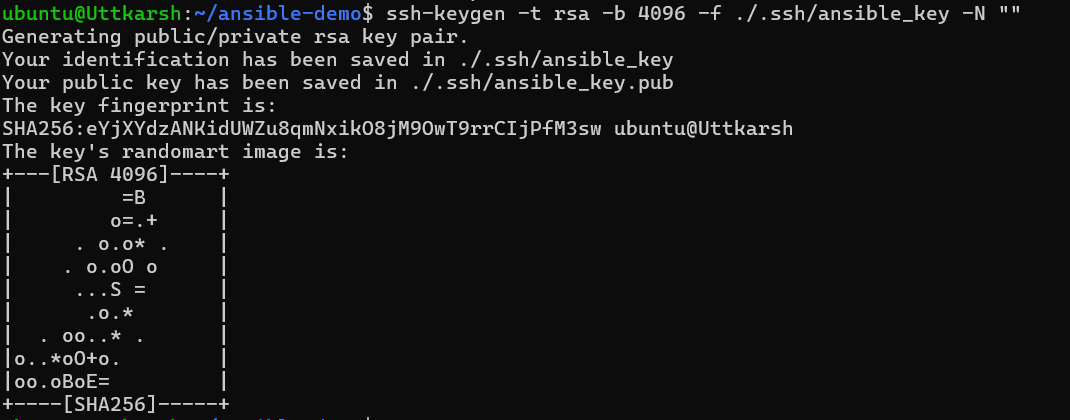 ubuntu@Uttkarsh:~/ansible-demo$ ssh-keygen -t rsa -b 4096 -f ./.ssh/ansible_key -N ""
Generating public/private rsa key pair.
Your identification has been saved in ./.ssh/ansible_key
Your public key has been saved in ./.ssh/ansible_key.pub
The key fingerprint is:
SHA256:eYjXYdzANKidUWZu8qmNxikO8jM9OwT9rrCIjPfM3sw ubuntu@Uttkarsh
The key's randomart image is:
+---[RSA 4096]----+
|         =B      |
|        o=.+     |
|     . o.o* .    |
|    . o.oO o     |
|     ...S =      |
|      .o.*       |
|  . oo..* .      |
|o..*oO+o.        |
|oo.oBoE=         |
+----[SHA256]-----+